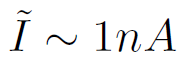 Ĩ ∼ 1nA